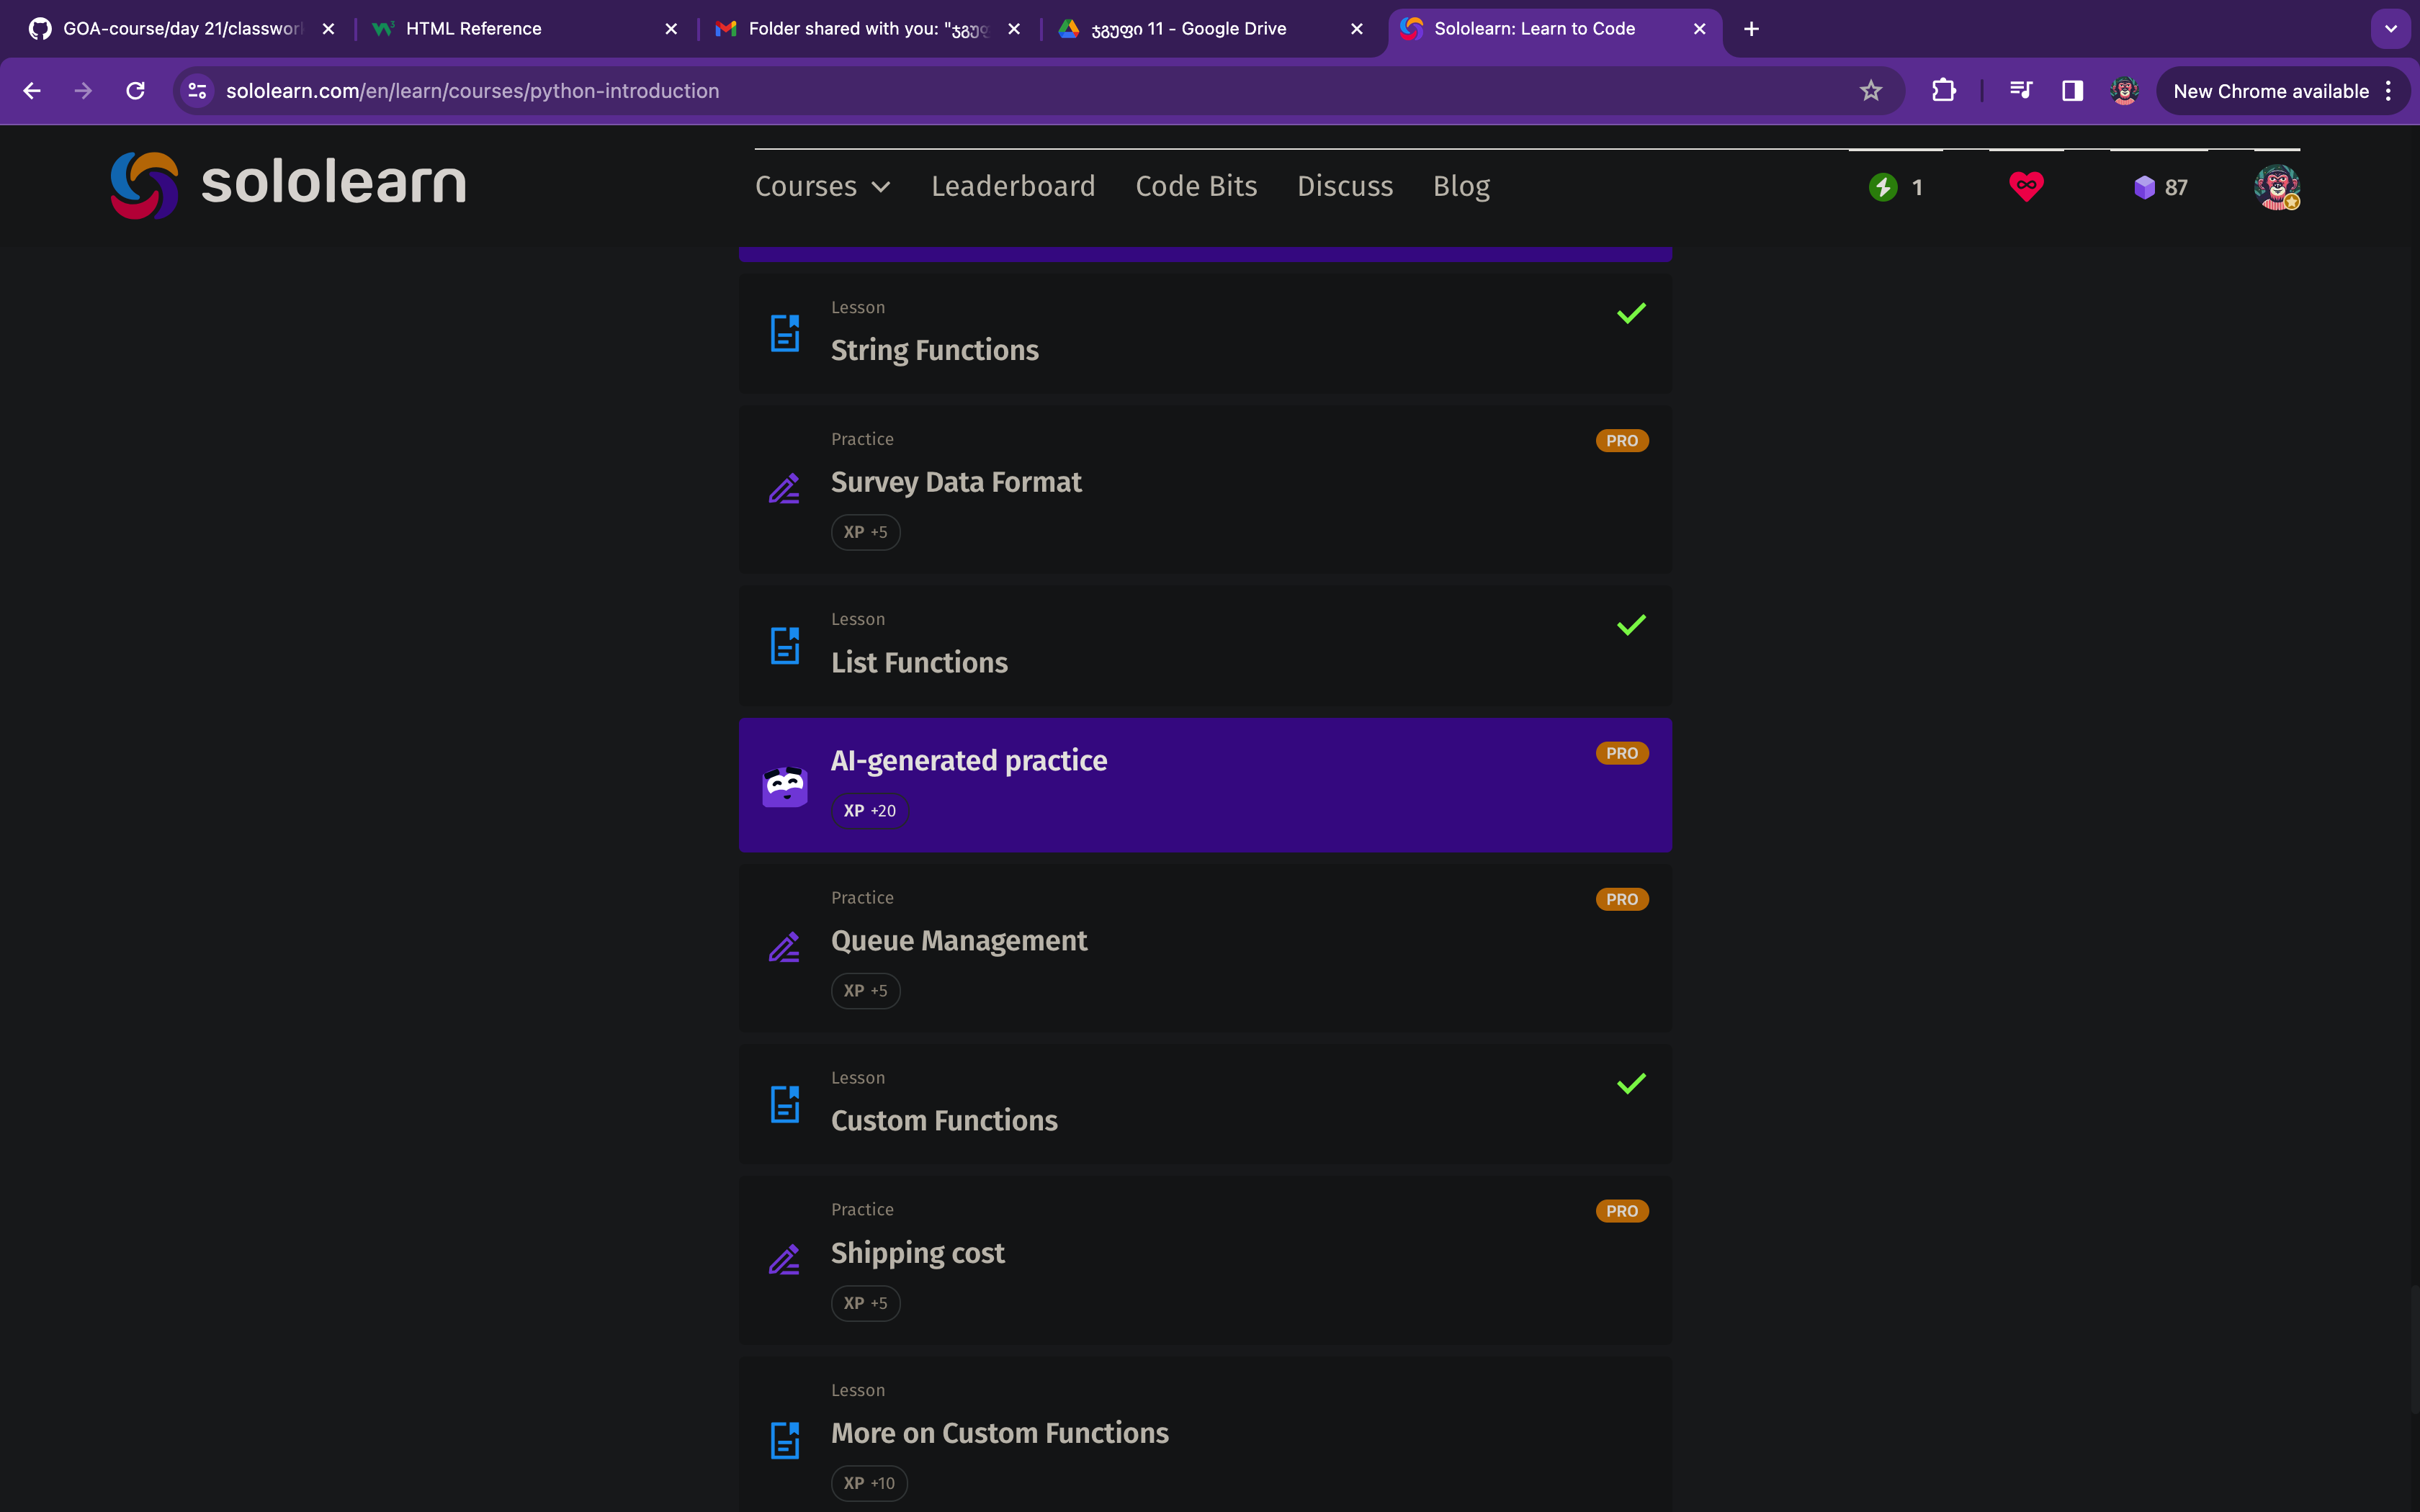 GOA-course/day 21/classwork
HTML Reference
Folder shared with you: "ჯგუფ
ჯგუფი 11 - Google Drive
Sololearn: Learn to Code
sololearn.com/en/learn/courses/python-introduction
New Chrome available
sololearn
Courses
Leaderboard
Code Bits
Discuss
Blog
1
87
Lesson
String Functions
Practice
PRO
Survey Data Format
XP +5
Lesson
List Functions
AI-generated practice
PRO
XP +20
Practice
PRO
Queue Management
XP +5
Lesson
Custom Functions
Practice
PRO
Shipping cost
XP +5
Lesson
More on Custom Functions
XP +10